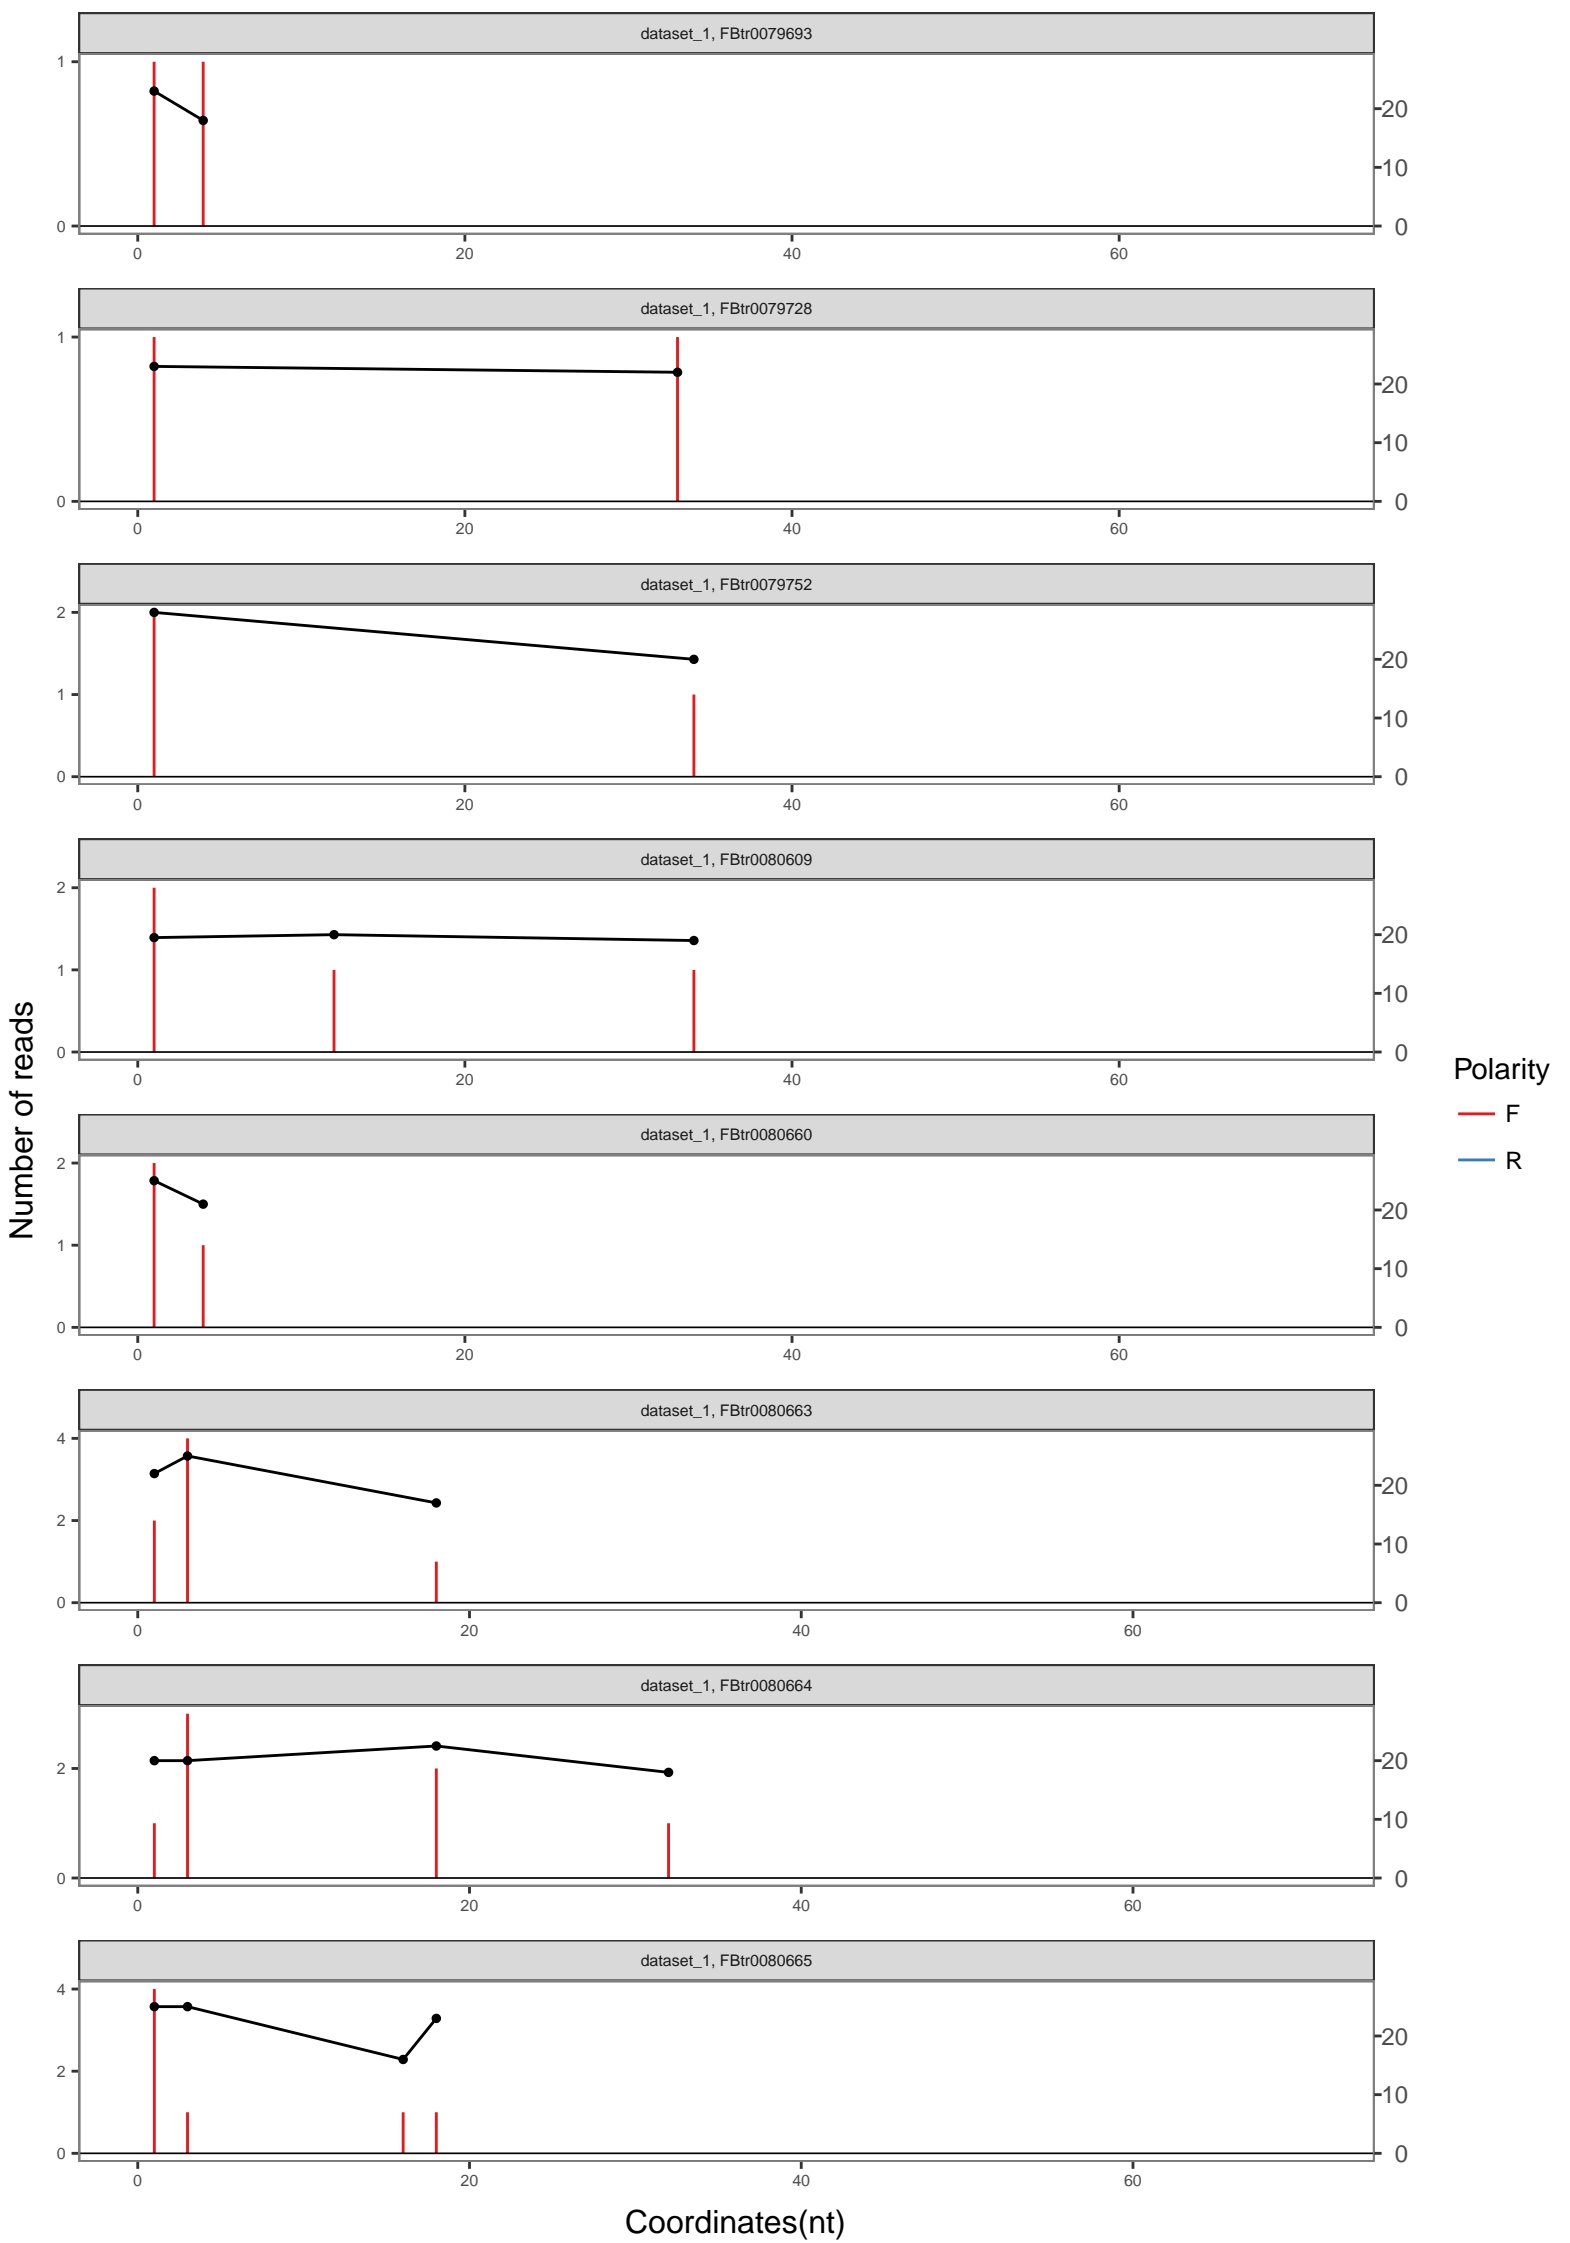 dataset_1, FBtr0079693
1
0
20
10
0
0 20 40 60
dataset_1, FBtr0079728
1
0
20
10
0
0 20 40 60
dataset_1, FBtr0079752
2
1
0
20
10
0
0 20 40 60
dataset_1, FBtr0080609
2
1
0
20
10
0
0 20 40 60
dataset_1, FBtr0080660
2
1
0
20
10
0
0 20 40 60
dataset_1, FBtr0080663
4
2
0
20
10
0
0 20 40 60
dataset_1, FBtr0080664
2
0
20
10
0
0 20 40 60
dataset_1, FBtr0080665
4
2
0
20
10
0
0 20 40 60
Number of reads
Coordinates(nt)
Polarity
F
R